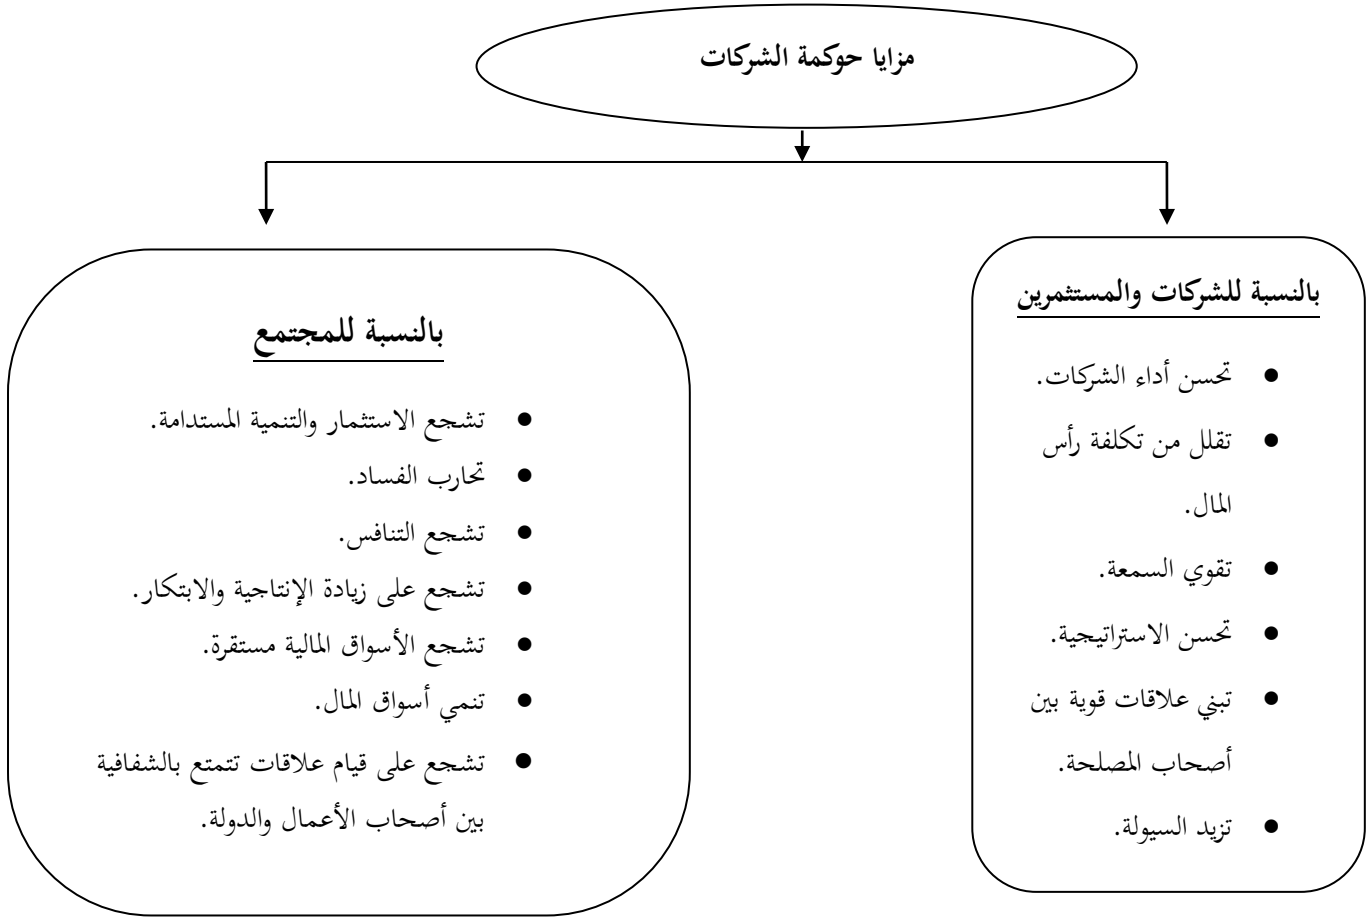 مزايا حوكمة الشركات
بالنسبة للشركات والمستثمرين
● تحسن أداء الشركات.
● تقلل من تكلفة رأس
المال.
● تقوي السمعة.
● تحسن الاستراتيجية.
● تبني علاقات قوية بين
أصحاب المصلحة.
● تزيد السيولة.
بالنسبة للمجتمع
● تشجع الاستثمار والتنمية المستدامة.
● تحارب الفساد.
● تشجع التنافس.
● تشجع على زيادة الإنتاجية والابتكار.
● تشجع الأسواق المالية مستقرة.
● تنمي أسواق المال.
● تشجع على قيام علاقات تتمتع بالشفافية
بين أصحاب الأعمال والدولة.